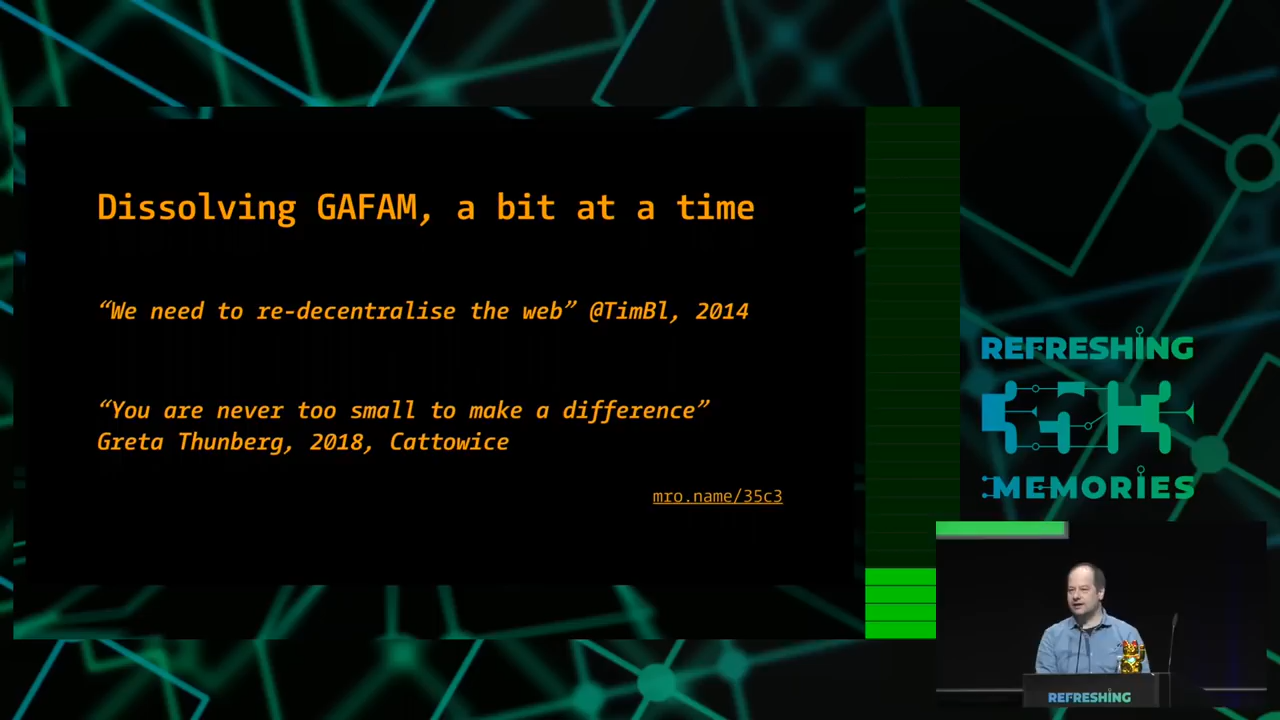 Dissolving GAFAM, a bit at a time
“We need to re-decentralise the web” @TimBl, 2014
“You are never too small to make a difference”
Greta Thunberg, 2018, Cattowice
mro.name/35c3
REFRESHING
35C3
MEMORIES
REFRESHING